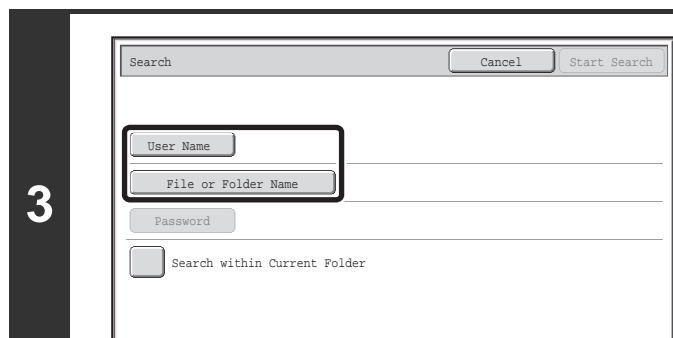 3
Search Cancel Start Search
User Name
File or Folder Name
Password
Search within Current Folder